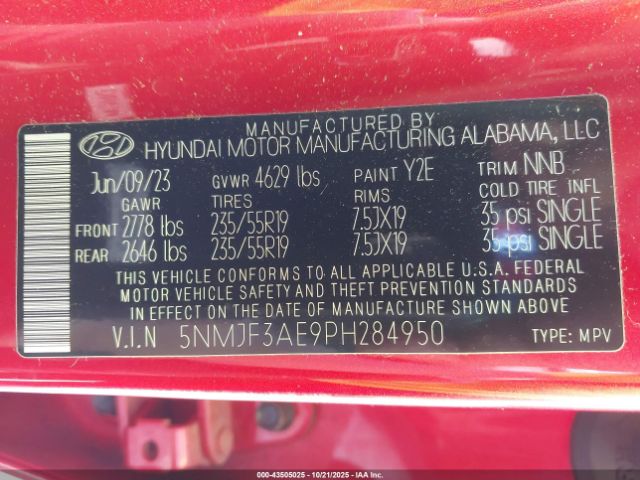 MANUFACTURED BY
HYUNDAI MOTOR MANUFACTURING ALABAMA, LLC
Jun/09/23 GVWR 4629 lbs PAINT Y2E TRIM NNB
GAWR TIRES RIMS COLD TIRE INFL
FRONT 2778 lbs 235/55R19 7.5JX19 35 psi SINGLE
REAR 2646 lbs 235/55R19 7.5JX19 35 psi SINGLE
THIS VEHICLE CONFORMS TO ALL APPLICABLE U.S.A. FEDERAL
MOTOR VEHICLE SAFETY AND THEFT PREVENTION STANDARDS
IN EFFECT ON THE DATE OF MANUFACTURE SHOWN ABOVE.
V.I.N 5NMJF3AE9PH284950 TYPE: MPV
000-43505025 - 10/21/2025 - © IAA, LLC